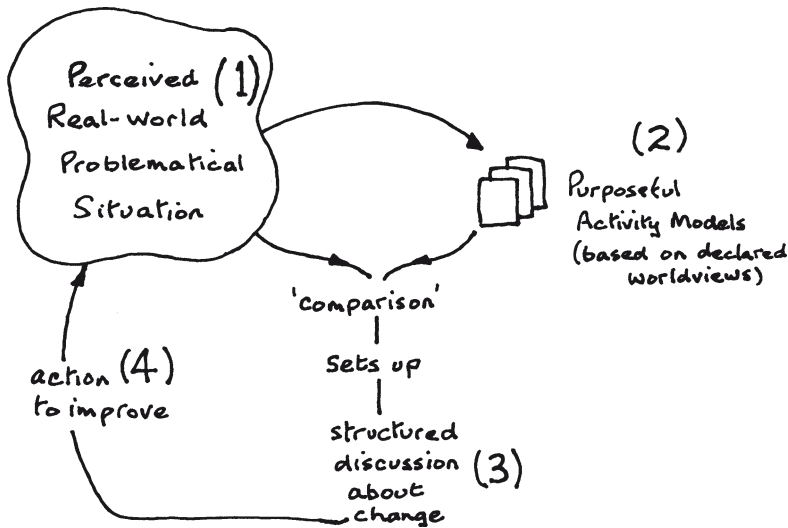 Perceived (1)
Real-world
Problematical
Situation
(2)
Purposeful
Activity Models
(based on declared
worldviews)
'comparison'
Sets up
structured
discussion (3)
about
change
action (4)
to improve